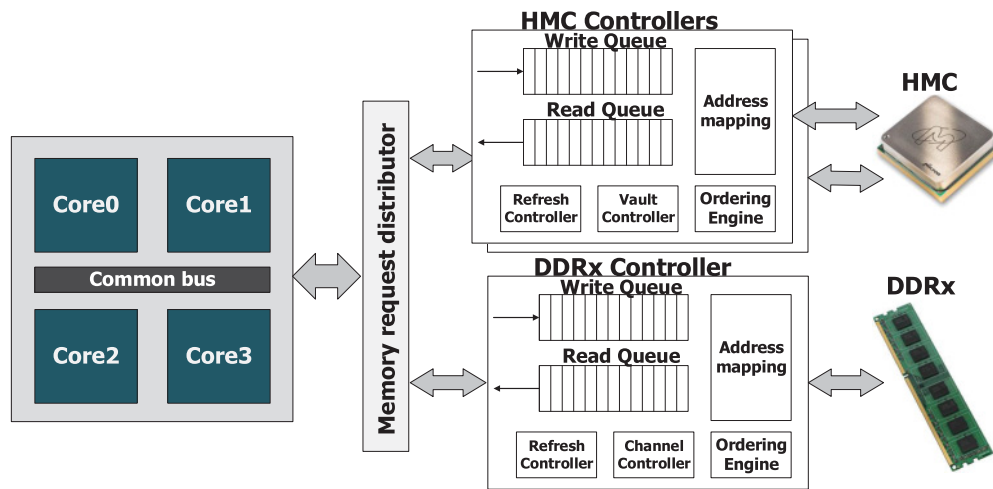 HMC Controllers
Write Queue
Read Queue
Address
mapping
Refresh
Controller
Vault
Controller
Ordering
Engine
HMC
Core0
Core1
Common bus
Core2
Core3
Memory request distributor
DDRx Controller
Write Queue
Read Queue
Address
mapping
Refresh
Controller
Channel
Controller
Ordering
Engine
DDRx